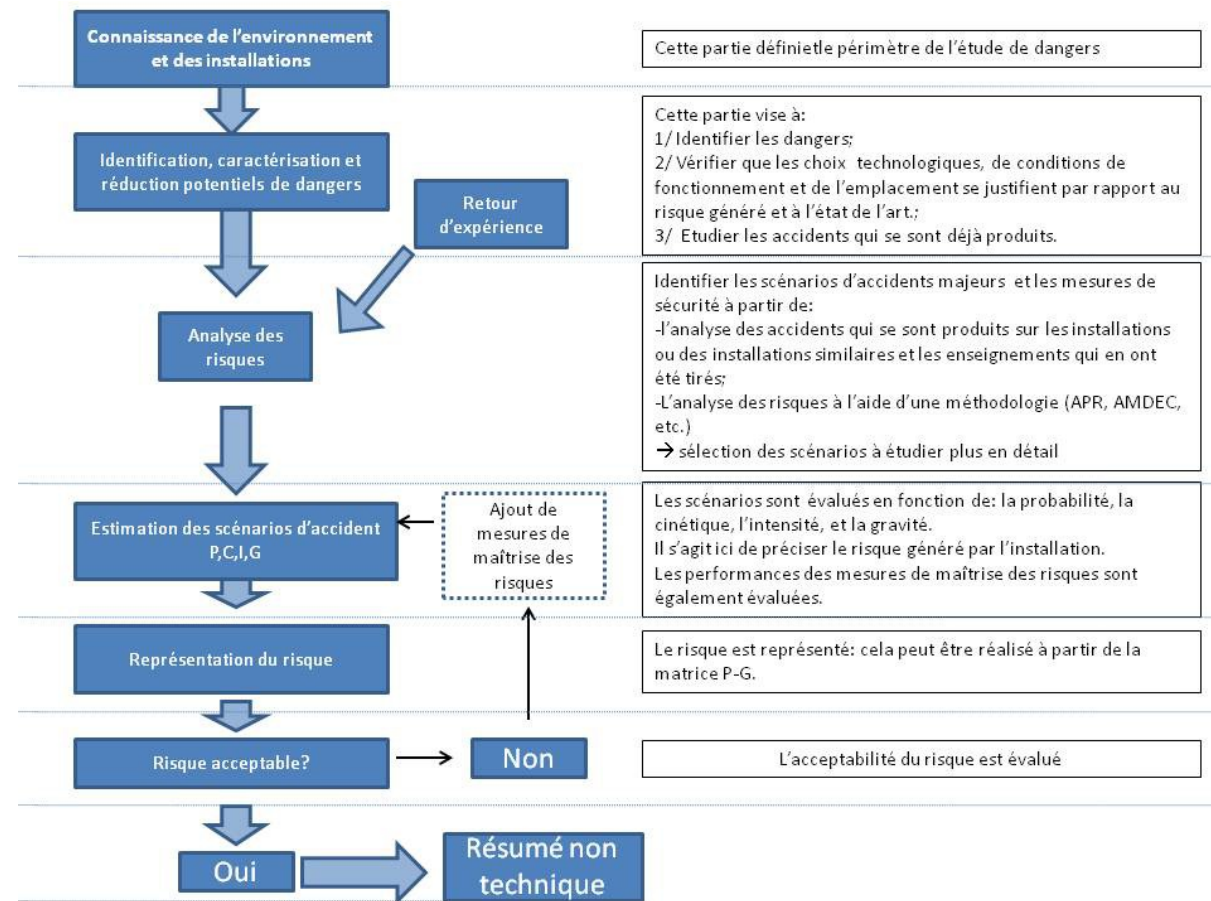 Connaissance de l'environnement
et des installations
Cette partie définietle périmètre de l'étude de dangers
Identification, caractérisation et
réduction potentiels de dangers
Retour
d'expérience
Cette partie vise à:
1/ Identifier les dangers;
2/ Vérifier que les choix technologiques, de conditions de
fonctionnement et de l'emplacement se justifient par rapport au
risque généré et à l'état de l'art.;
3/ Etudier les accidents qui se sont déjà produits.
Analyse des
risques
Identifier les scénarios d'accidents majeurs et les mesures de
sécurité à partir de:
-l'analyse des accidents qui se sont produits sur les installations
ou des installations similaires et les enseignements qui en ont
été tirés;
-L'analyse des risques à l'aide d'une méthodologie (APR, AMDEC,
etc.)
→ sélection des scénarios à étudier plus en détail
Estimation des scénarios d'accident
P,C,I,G
Ajout de
mesures de
maîtrise des
risques
Les scénarios sont évalués en fonction de: la probabilité, la
cinétique, l'intensité, et la gravité.
Il s'agit ici de préciser le risque généré par l'installation.
Les performances des mesures de maîtrise des risques sont
également évaluées.
Représentation du risque
Le risque est représenté: cela peut être réalisé à partir de la
matrice P-G.
Risque acceptable?
Non
L'acceptabilité du risque est évalué
Oui
Résumé non
technique